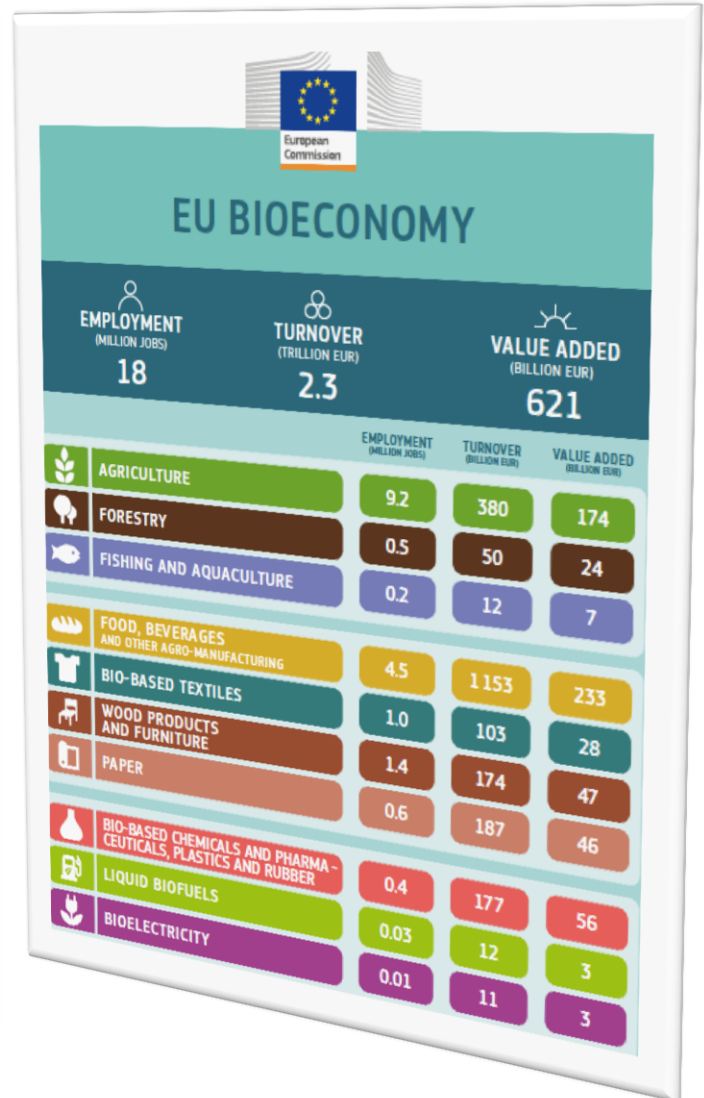 European
Commission
EU BIOECONOMY
EMPLOYMENT
(MILLION JOBS)
18
TURNOVER
(TRILLION EUR)
2.3
VALUE ADDED
(BILLION EUR)
621
EMPLOYMENT
(MILLION JOBS)
TURNOVER
(BILLION EUR)
VALUE ADDED
(BILLION EUR)
AGRICULTURE 9.2 380 174
FORESTRY 0.5 50 24
FISHING AND AQUACULTURE 0.2 12 7
FOOD, BEVERAGES
AND OTHER AGRO-MANUFACTURING 4.5 1 153 233
BIO-BASED TEXTILES 1.0 103 28
WOOD PRODUCTS
AND FURNITURE 1.4 174 47
PAPER 0.6 187 46
BIO-BASED CHEMICALS AND PHARMA-
CEUTICALS, PLASTICS AND RUBBER 0.4 177 56
LIQUID BIOFUELS 0.03 12 3
BIOELECTRICITY 0.01 11 3